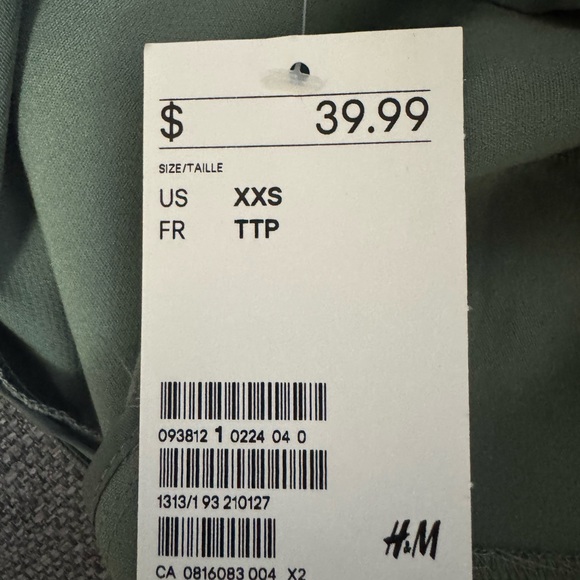 $ 39.99
SIZE/TAILLE
US XXS
FR TTP
093812 1 0224 04 0
1313/1 93 210127
H&M
CA 0816083 004 X2